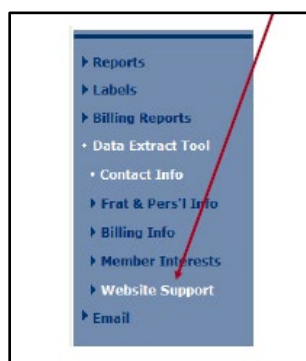 Reports
Labels
Billing Reports
Data Extract Tool
Contact Info
Frat & Pers'l Info
Billing Info
Member Interests
Website Support
Email